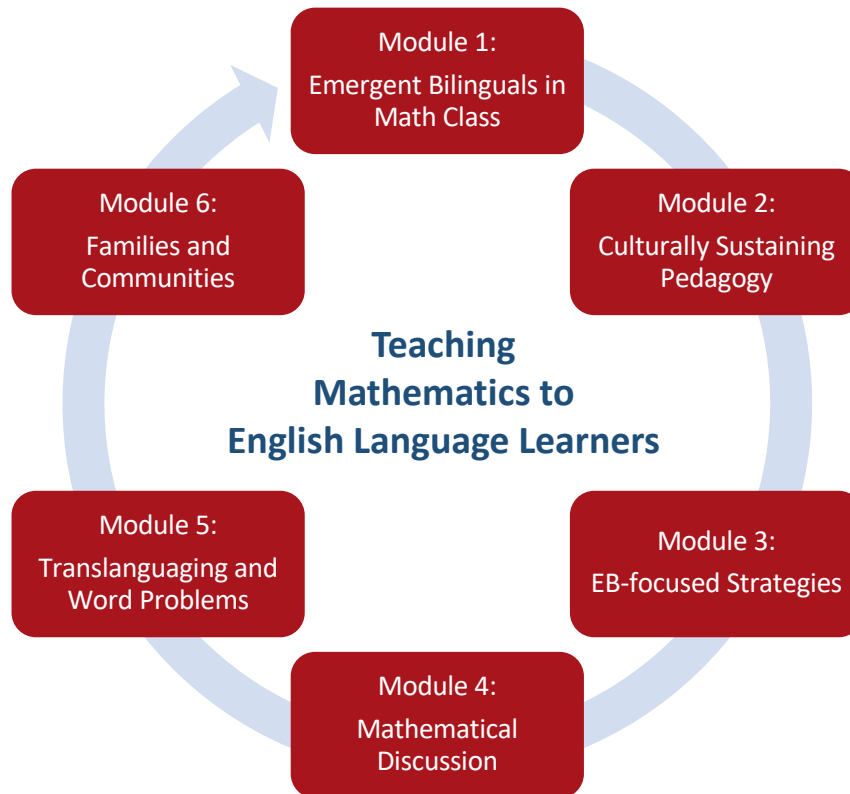 Module 1:
Emergent Bilinguals in
Math Class
Module 2:
Culturally Sustaining
Pedagogy
Module 3:
EB-focused Strategies
Module 4:
Mathematical
Discussion
Module 5:
Translanguaging and
Word Problems
Module 6:
Families and
Communities
Teaching
Mathematics to
English Language Learners